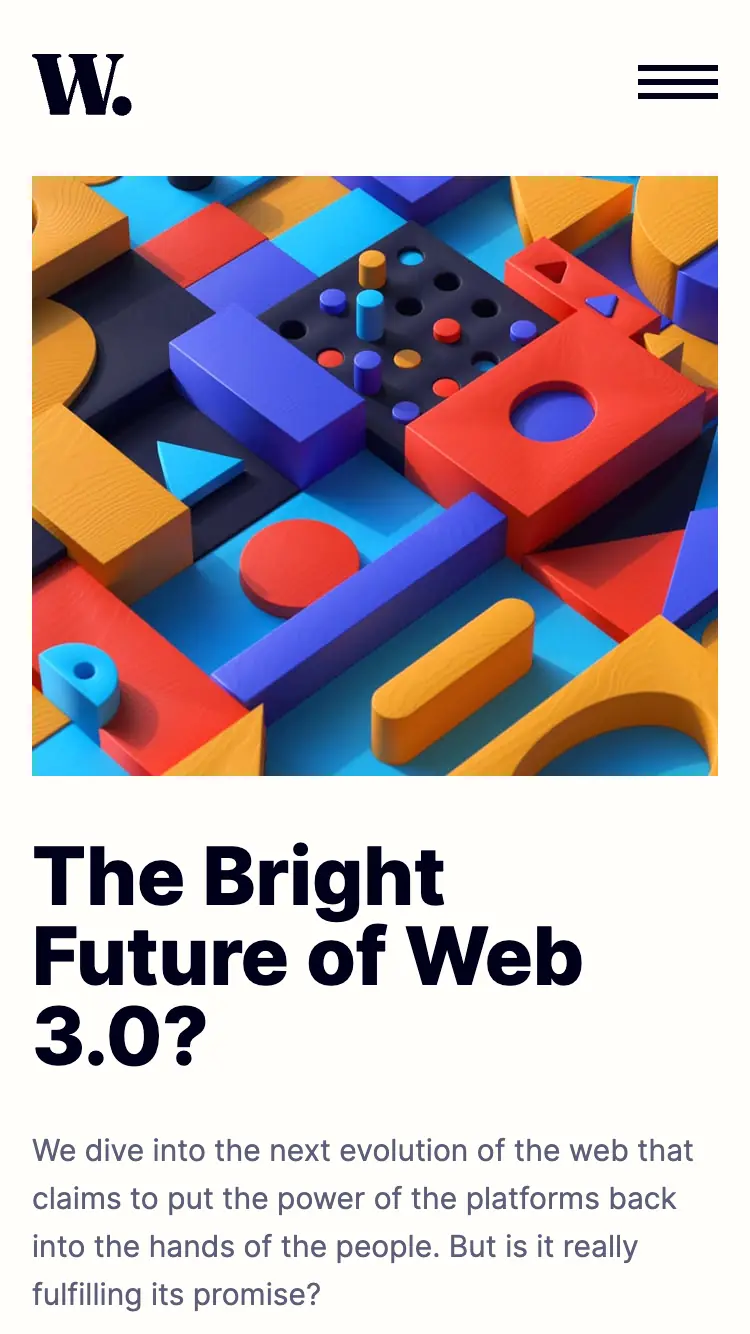 W.
The Bright
Future of Web
3.0?
We dive into the next evolution of the web that
claims to put the power of the platforms back
into the hands of the people. But is it really
fulfilling its promise?